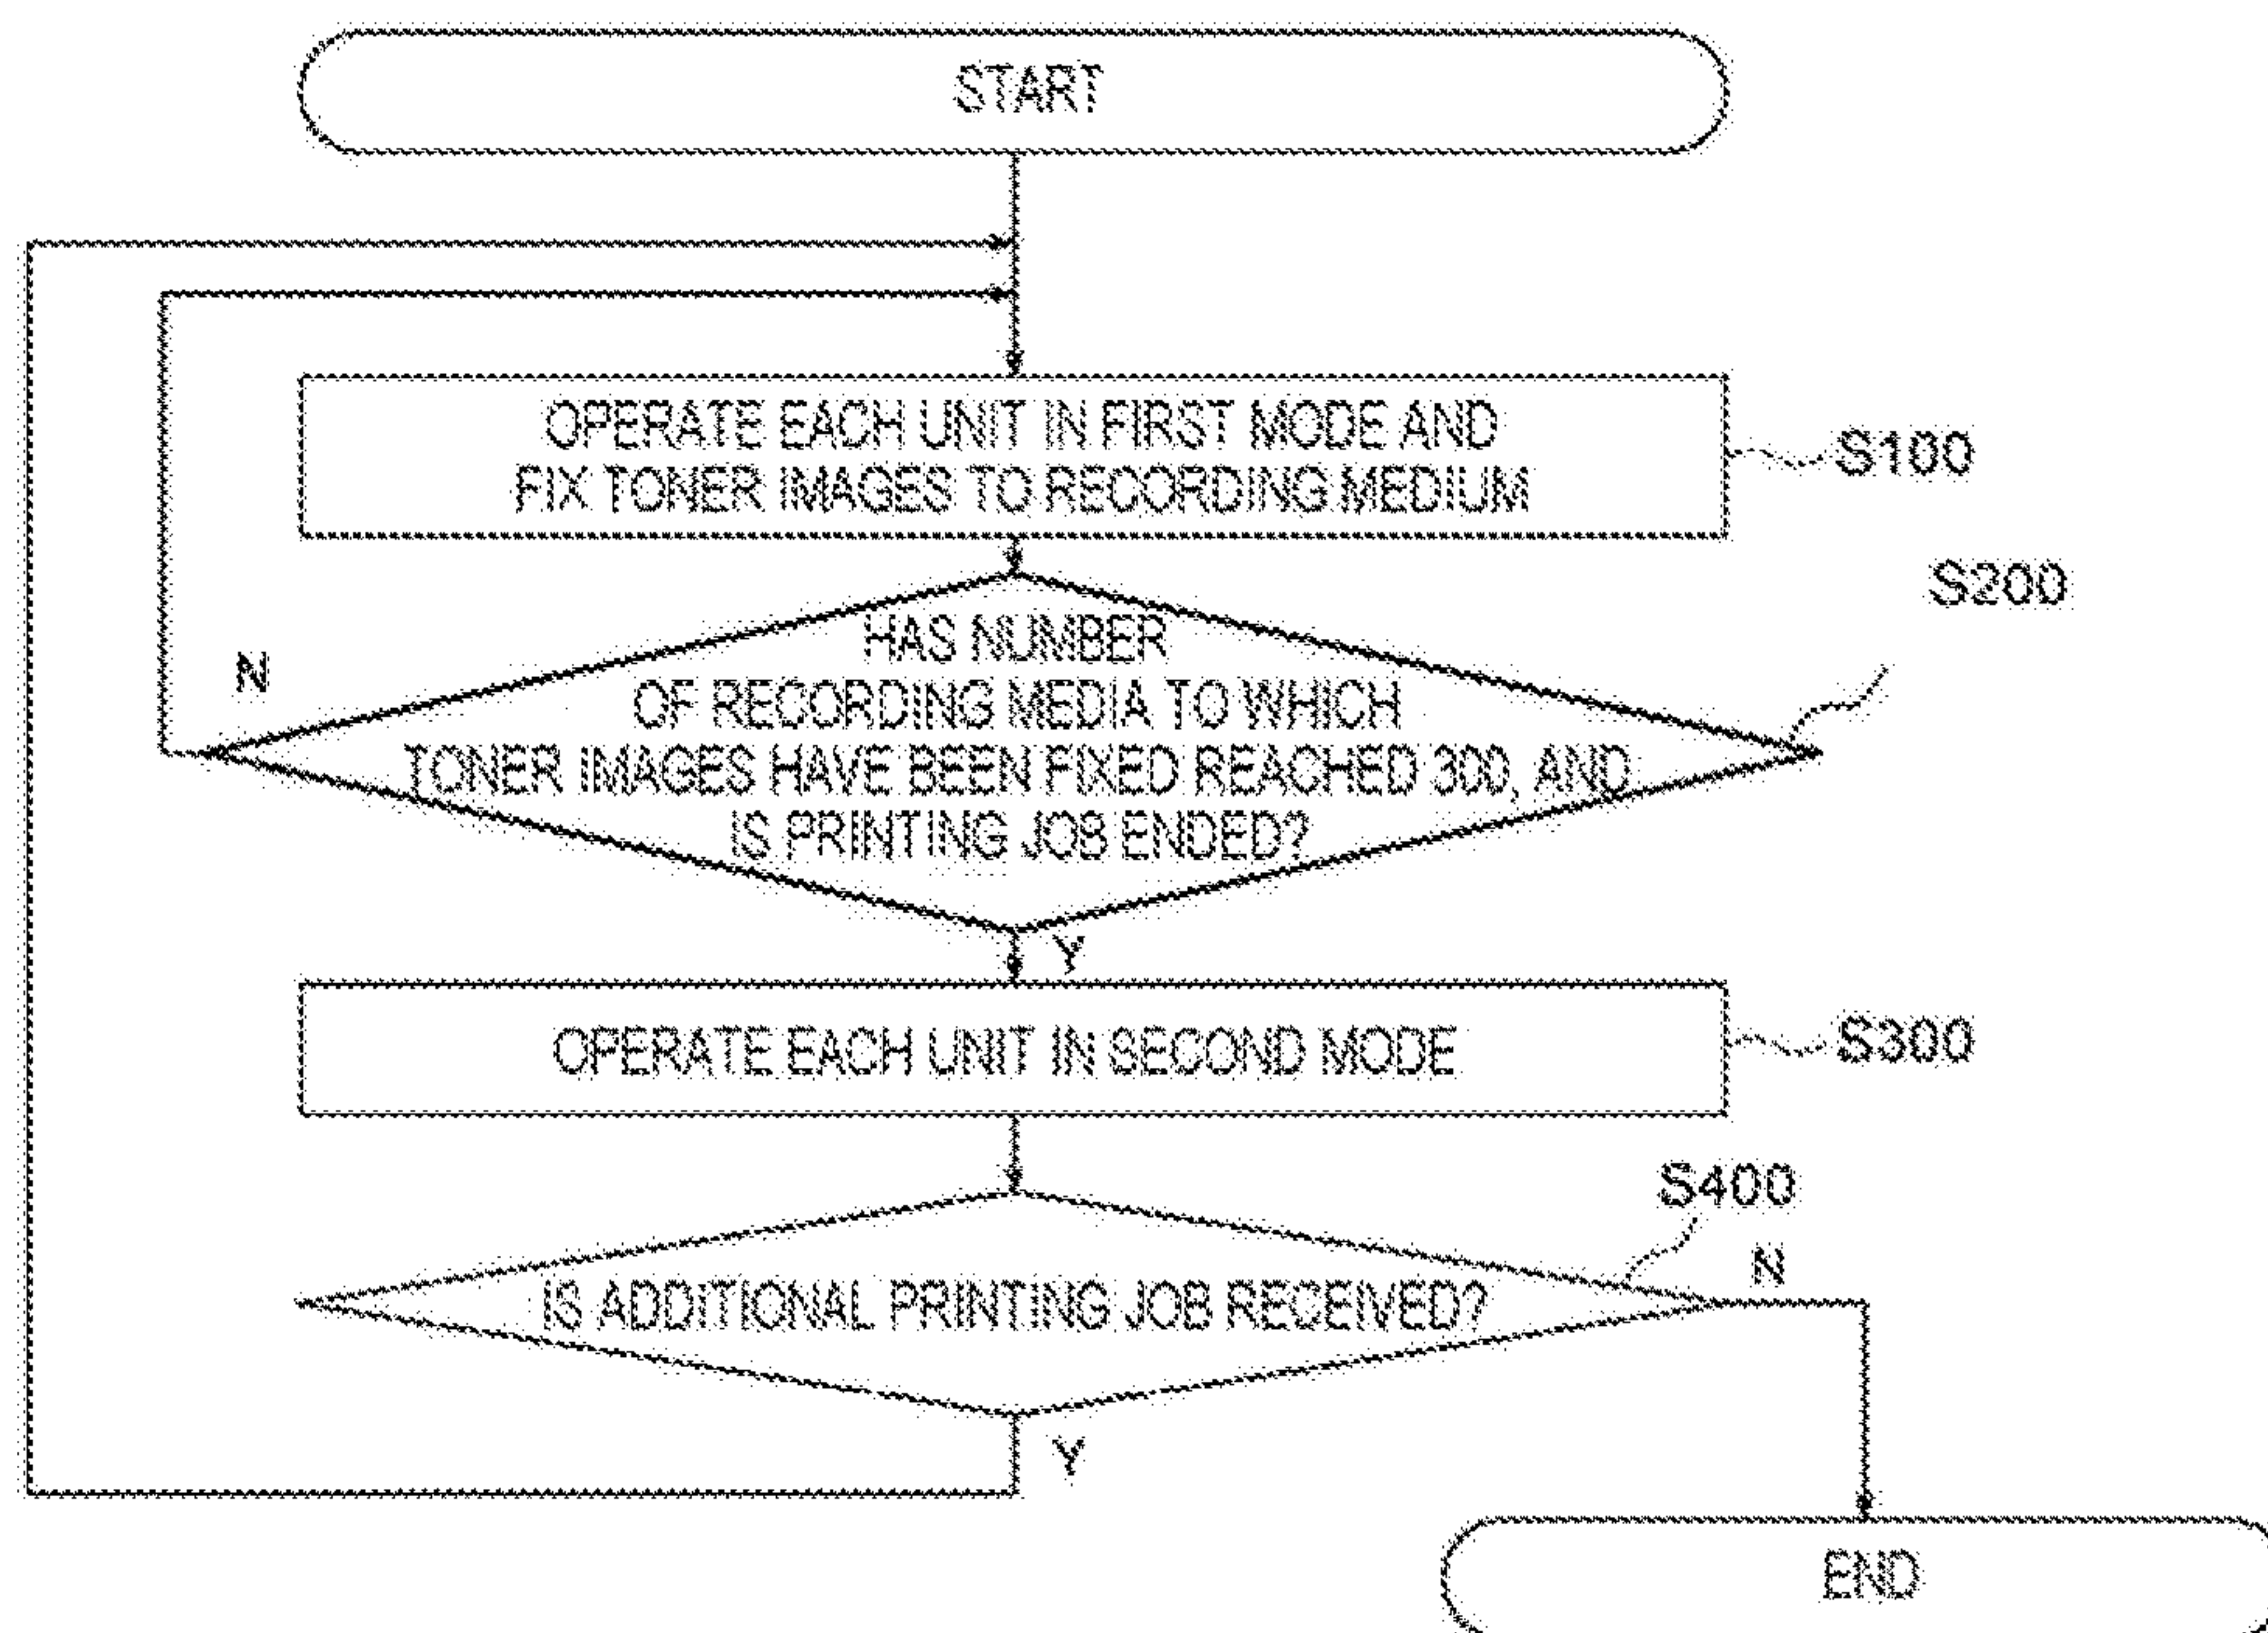 START
OPERATE EACH UNIT IN FIRST MODE AND
FIX TONER IMAGES TO RECORDING MEDIUM
S100
S200
HAS NUMBER
OF RECORDING MEDIA TO WHICH
TONER IMAGES HAVE BEEN FIXED REACHED 300, AND
IS PRINTING JOB ENDED?
N
Y
OPERATE EACH UNIT IN SECOND MODE
S300
S400
IS ADDITIONAL PRINTING JOB RECEIVED?
N
Y
END